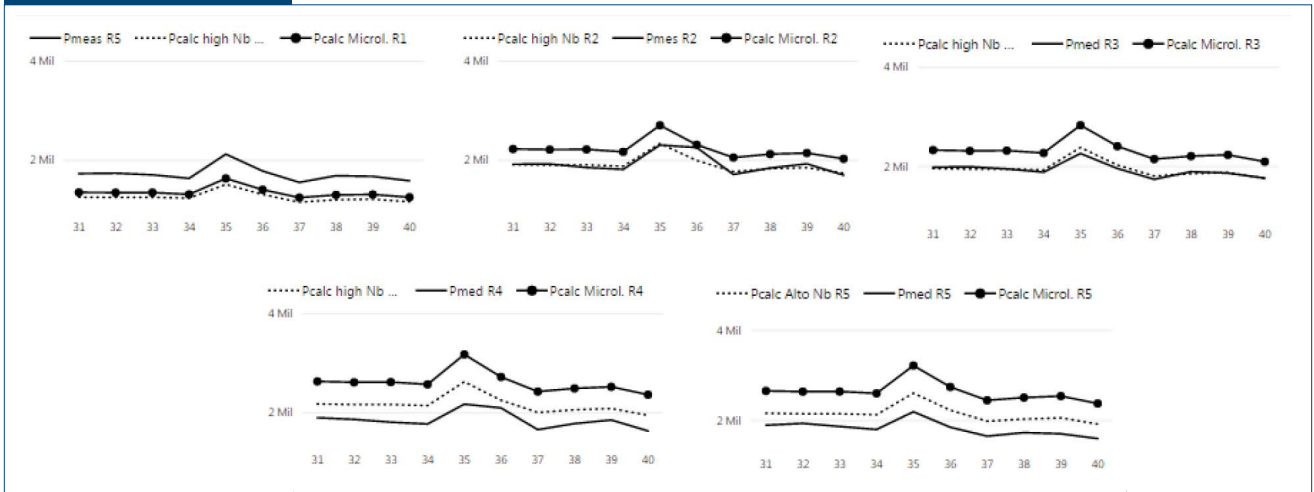 Pmeas R5 Pcalc high Nb ... Pcalc Microl. R1
4 Mil
2 Mil
31 32 33 34 35 36 37 38 39 40
Pcalc high Nb R2 Pmes R2 Pcalc Microl. R2
4 Mil
2 Mil
31 32 33 34 35 36 37 38 39 40
Pcalc high Nb ... Pmed R3 Pcalc Microl. R3
4 Mil
2 Mil
31 32 33 34 35 36 37 38 39 40
Pcalc high Nb ... Pmed R4 Pcalc Microl. R4
4 Mil
2 Mil
31 32 33 34 35 36 37 38 39 40
Pcalc Alto Nb R5 Pmed R5 Pcalc Microl. R5
4 Mil
2 Mil
31 32 33 34 35 36 37 38 39 40